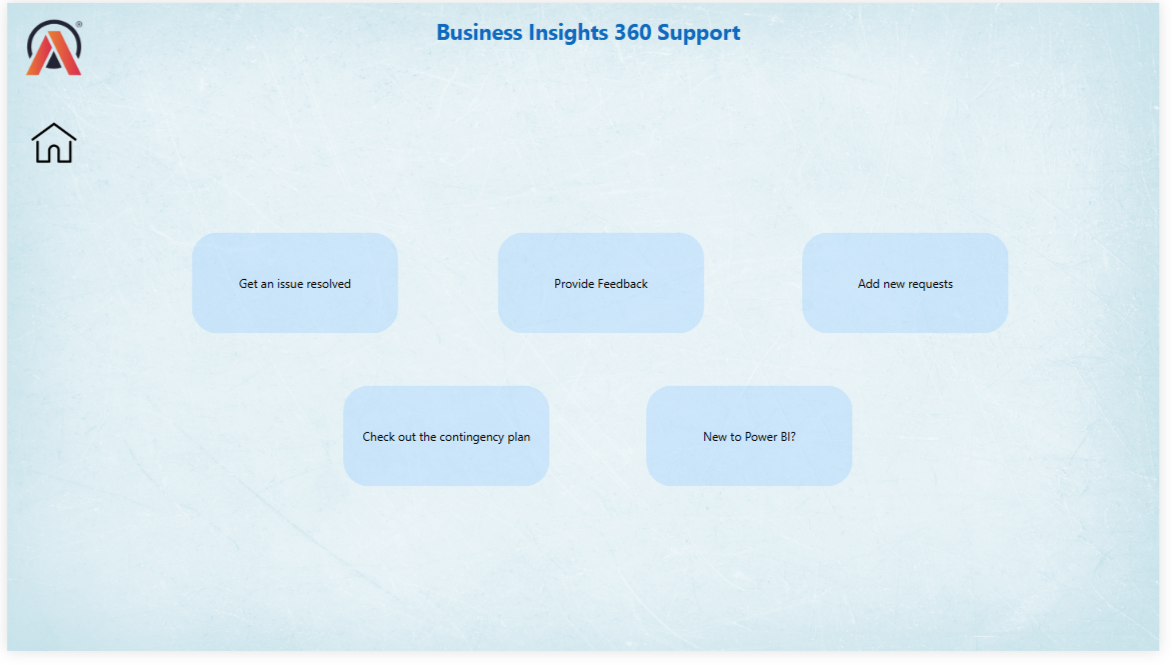 ®
Business Insights 360 Support
Get an issue resolved
Provide Feedback
Add new requests
Check out the contingency plan
New to Power BI?